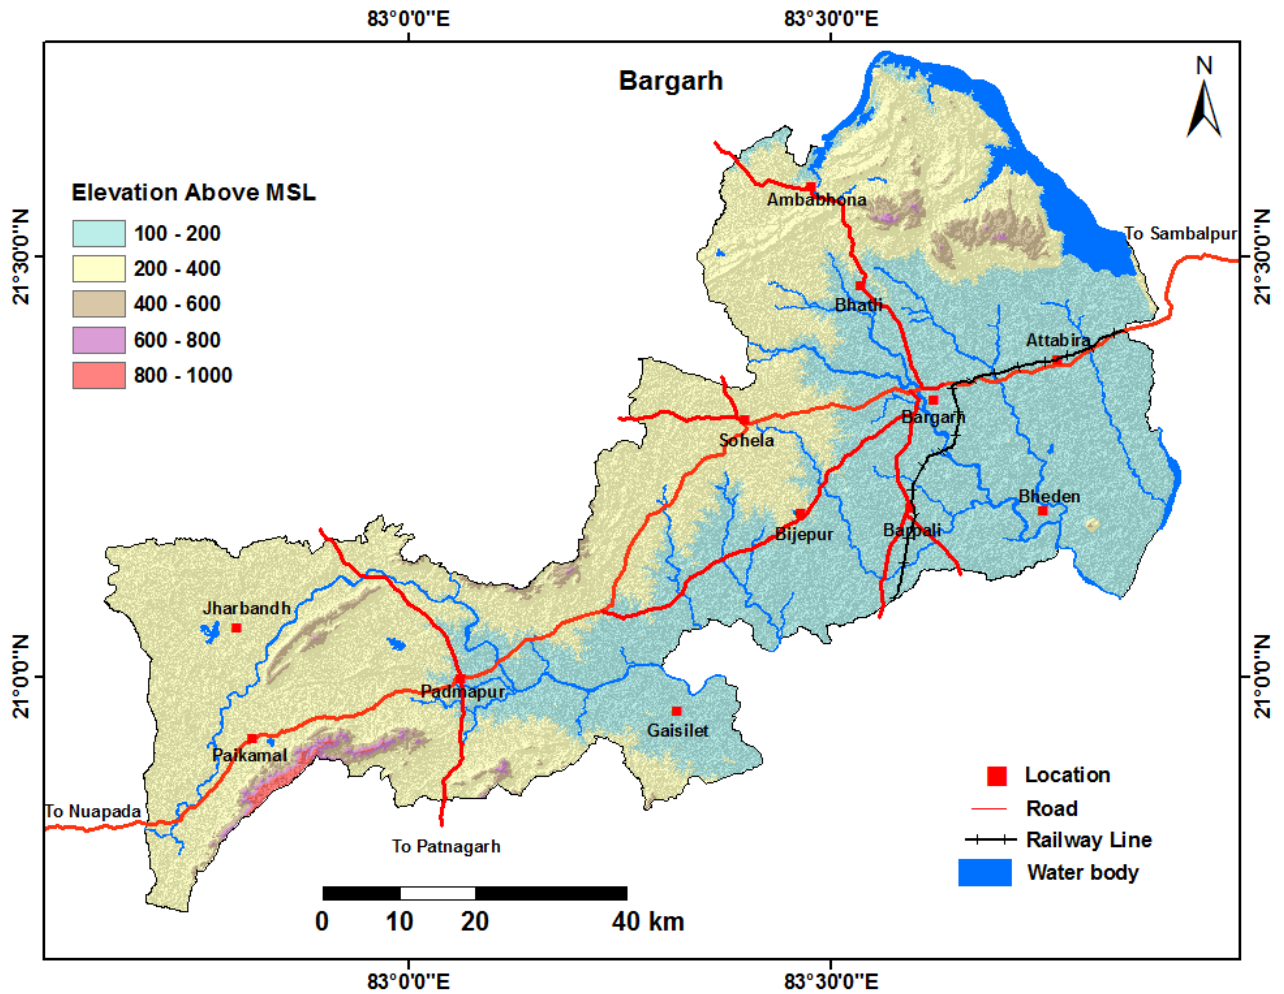 83°0'0"E 83°30'0"E
Bargarh
N
Elevation Above MSL
100 - 200
200 - 400
400 - 600
600 - 800
800 - 1000
21°30'0"N
21°30'0"N
Ambabhona
To Sambalpur
Bhatli
Attabira
Bargarh
Sohela
Bheden
Bijepur
Barpali
Jharbandh
21°0'0"N
21°0'0"N
Padmapur
Gaisilet
Paikamal
To Nuapada
To Patnagarh
Location
Road
Railway Line
Water body
0 10 20 40 km
83°0'0"E 83°30'0"E